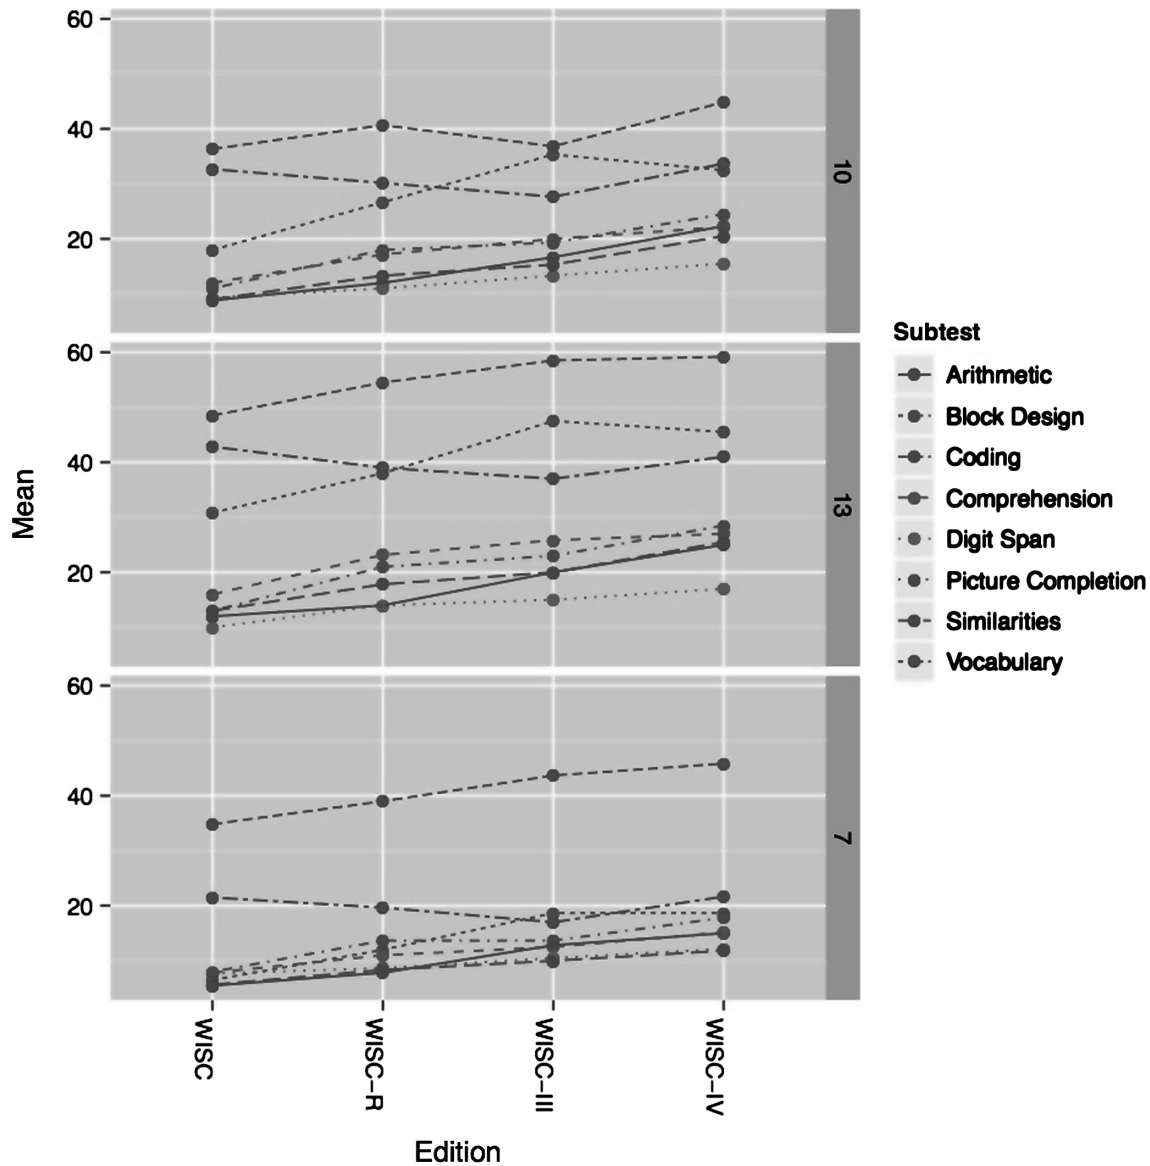 60
40
20
10
60
40
20
13
60
40
20
7
Mean
WISC
WISC-R
WISC-III
WISC-IV
Edition
Subtest
Arithmetic
Block Design
Coding
Comprehension
Digit Span
Picture Completion
Similarities
Vocabulary